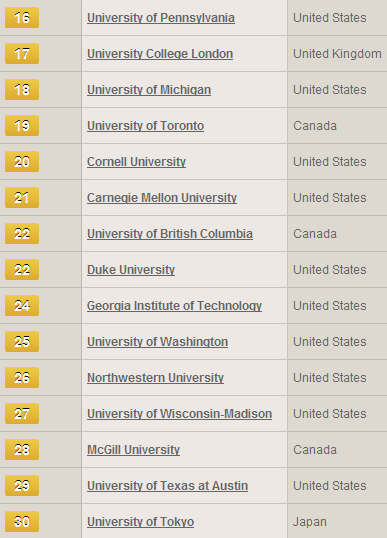 16 University of Pennsylvania United States
17 University College London United Kingdom
18 University of Michigan United States
19 University of Toronto Canada
20 Cornell University United States
21 Carnegie Mellon University United States
22 University of British Columbia Canada
22 Duke University United States
24 Georgia Institute of Technology United States
25 University of Washington United States
26 Northwestern University United States
27 University of Wisconsin-Madison United States
28 McGill University Canada
29 University of Texas at Austin United States
30 University of Tokyo Japan